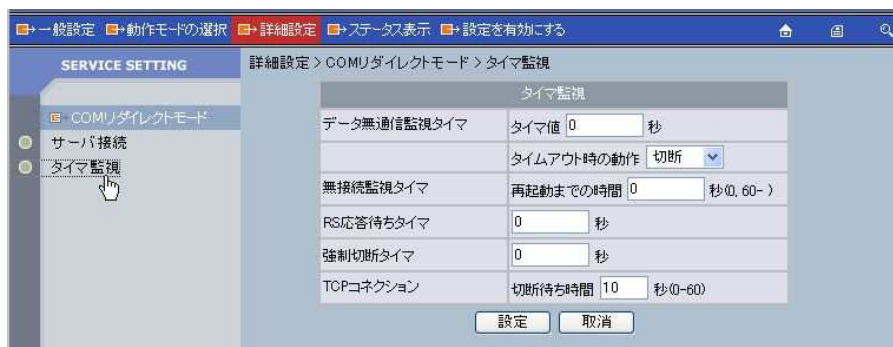 一般設定 動作モードの選択 詳細設定 ステータス表示 設定を有効にする
SERVICE SETTING
COMリダイレクトモード
サーバ接続
タイマ監視
詳細設定 > COMリダイレクトモード > タイマ監視
タイマ監視
データ無通信監視タイマ タイマ値 0 秒
タイムアウト時の動作 切断
無接続監視タイマ 再起動までの時間 0 秒(0, 60- )
RS応答待ちタイマ 0 秒
強制切断タイマ 0 秒
TCPコネクション 切断待ち時間 10 秒(0-60)
設定 取消